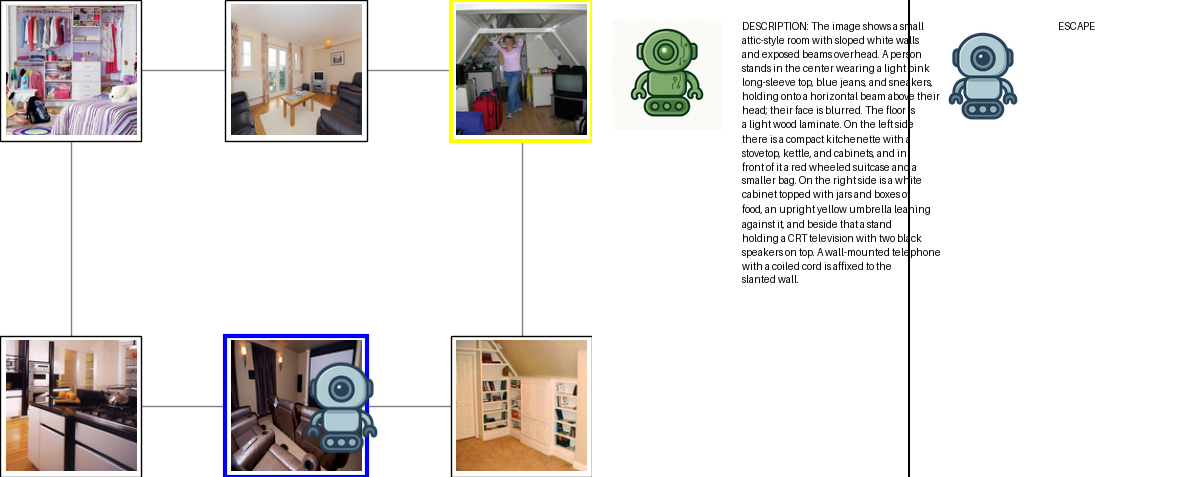 DESCRIPTION: The image shows a small
attic-style room with sloped white walls
and exposed beams overhead. A person
stands in the center wearing a light pink
long-sleeve top, blue jeans, and sneakers,
holding onto a horizontal beam above their
head; their face is blurred. The floor is
a light wood laminate. On the left side
there is a compact kitchenette with a
stovetop, kettle, and cabinets, and in
front of it a red wheeled suitcase and a
smaller bag. On the right side is a white
cabinet topped with jars and boxes of
food, an upright yellow umbrella leaning
against it, and beside that a stand
holding a CRT television with two black
speakers on top. A wall-mounted telephone
with a coiled cord is affixed to the
slanted wall.
ESCAPE